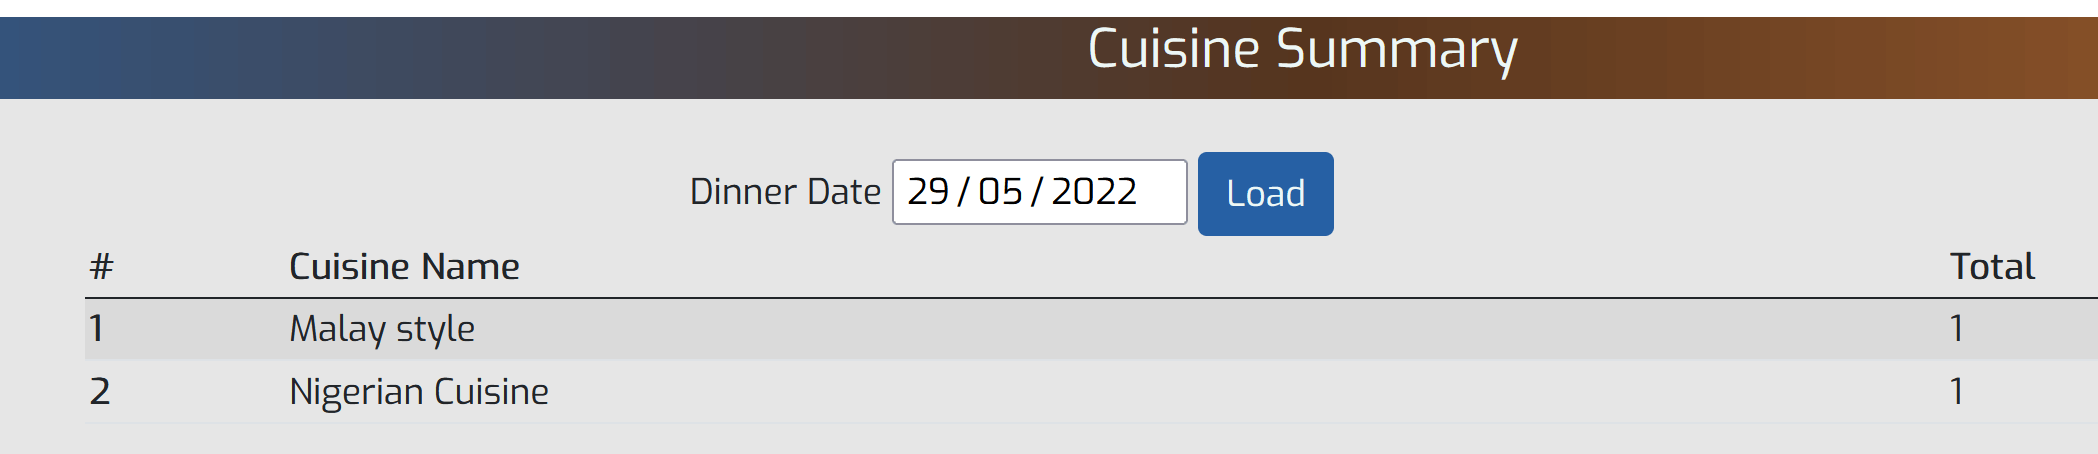 Cuisine Summary
Dinner Date 29/05/2022 Load
# Cuisine Name Total
1 Malay style 1
2 Nigerian Cuisine 1